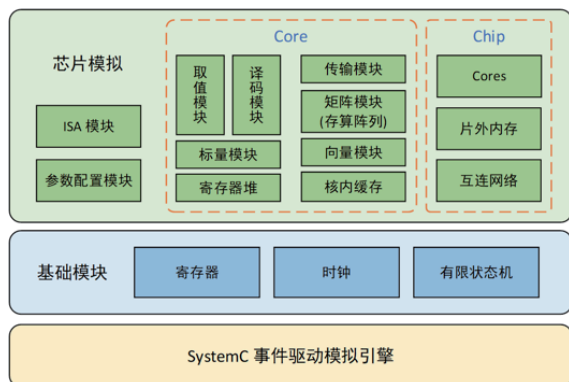 芯片模拟
ISA 模块
参数配置模块
Core
取值模块
译码模块
标量模块
寄存器堆
传输模块
矩阵模块
(存算阵列)
向量模块
核内缓存
Chip
Cores
片外内存
互连网络
基础模块
寄存器
时钟
有限状态机
SystemC 事件驱动模拟引擎